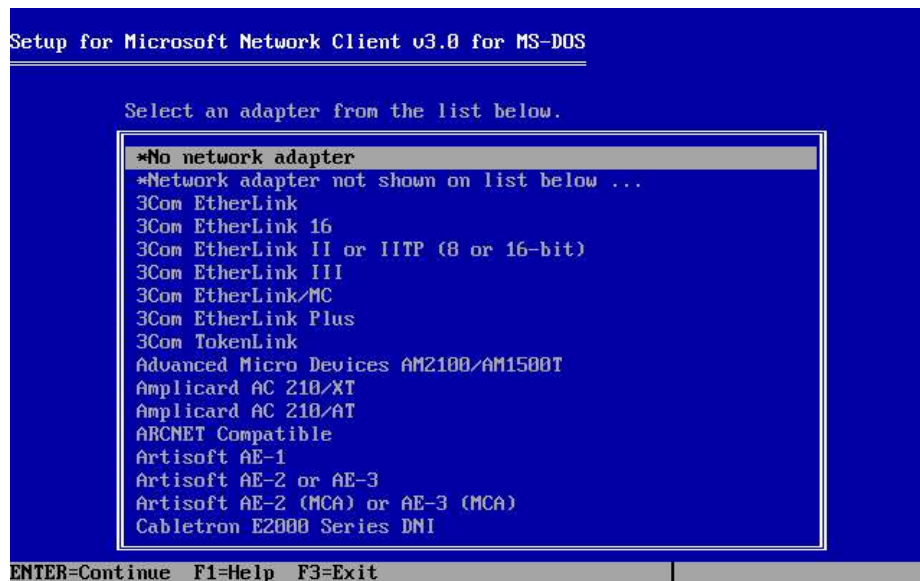 Setup for Microsoft Network Client v3.0 for MS-DOS
Select an adapter from the list below.
*No network adapter
*Network adapter not shown on list below ...
3Com EtherLink
3Com EtherLink 16
3Com EtherLink II or IITP (8 or 16-bit)
3Com EtherLink III
3Com EtherLink/MC
3Com EtherLink Plus
3Com TokenLink
Advanced Micro Devices AM2100/AM1500T
Amplicard AC 210/XT
Amplicard AC 210/AT
ARCNET Compatible
Artisoft AE-1
Artisoft AE-2 or AE-3
Artisoft AE-2 (MCA) or AE-3 (MCA)
Cabletron E2000 Series DNI
ENTER=Continue F1=Help F3=Exit